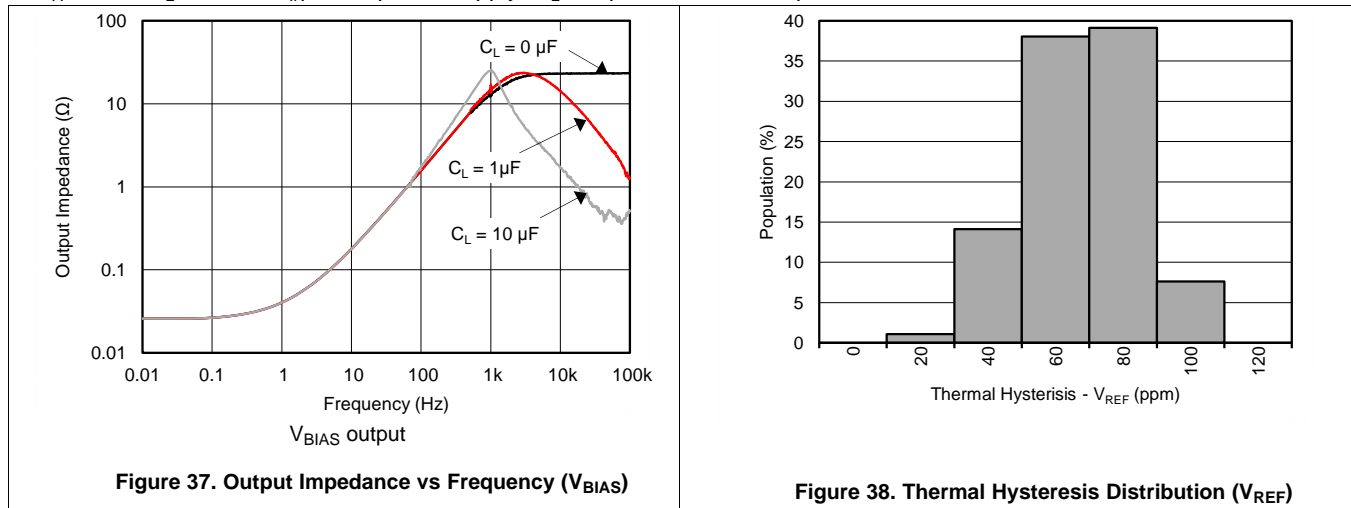 100
10
1
0.1
0.01
Output Impedance (Ω)
C_L = 0 µF
C_L = 1µF
C_L = 10 µF
0.01 0.1 1 10 100 1k 10k 100k
Frequency (Hz)
V_BIAS output
Figure 37. Output Impedance vs Frequency (V_BIAS)
40
35
30
25
20
15
10
5
0
Population (%)
0 20 40 60 80 100 120
Thermal Hysterisis - V_REF (ppm)
Figure 38. Thermal Hysteresis Distribution (V_REF)